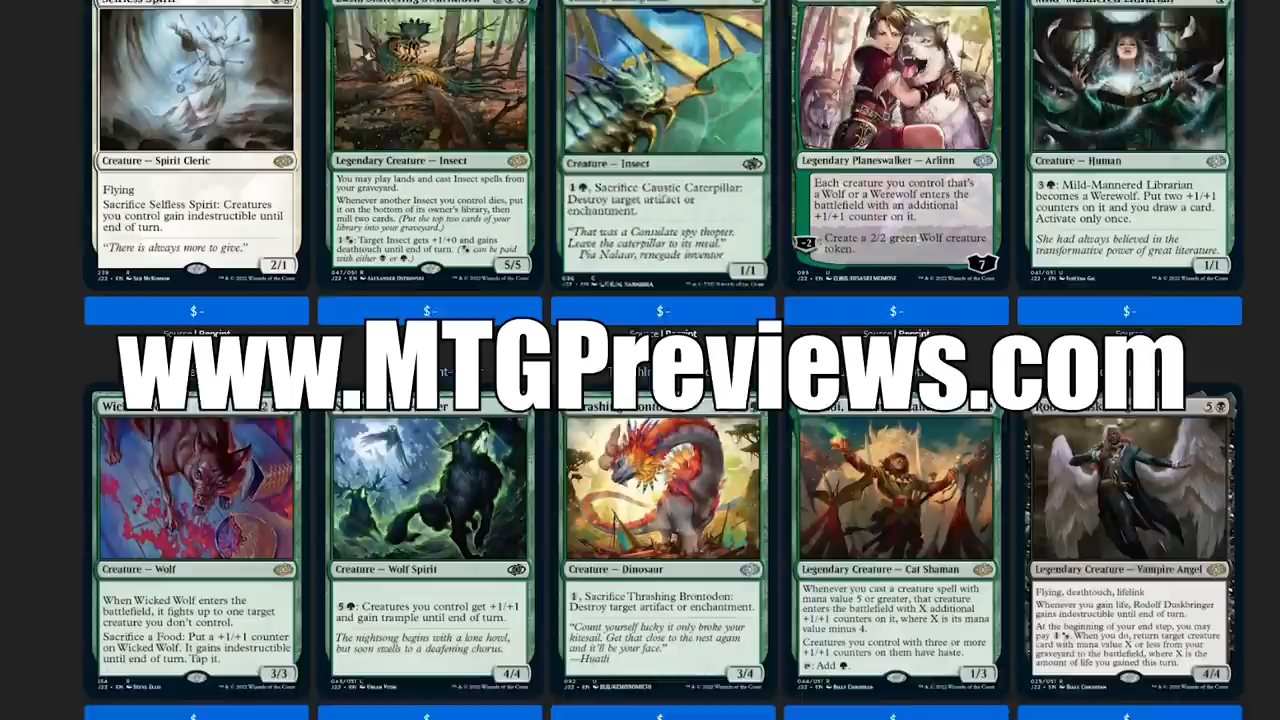 Creature — Spirit Cleric
Flying
Sacrifice Selfless Spirit: Creatures
you control gain indestructible until
end of turn.
"There is always more to give."
2/1
Legendary Creature — Insect
You may play lands and cast Insect spells from
your graveyard.
Whenever another Insect you control dies, put
it on the bottom of its owner's library, then
mill two cards. (Put the top two cards of your
library into your graveyard.)
Target Insect gets +1/+0 and gains
deathtouch until end of turn.
5/5
Creature — Insect
Sacrifice Caustic Caterpillar:
Destroy target artifact or
enchantment.
"That was a Consulate spy thopter.
Leave the caterpillar to its meal."
Pia Nalaar, renegade inventor
1/1
Legendary Planeswalker — Arlinn
Each creature you control that's
a Wolf or a Werewolf enters the
battlefield with an additional
+1/+1 counter on it.
-2 : Create a 2/2 green Wolf creature
token.
7
Creature — Human
3 : Mild-Mannered Librarian
becomes a Werewolf. Put two +1/+1
counters on it and you draw a card.
Activate only once.
She had always believed in the
transformative power of great literature.
1/1
$ -
$ -
$ -
$ -
$ -
www.MTGPreviews.com
5
Creature — Wolf
When Wicked Wolf enters the
battlefield, it fights up to one target
creature you don't control.
Sacrifice a Food: Put a +1/+1 counter
on Wicked Wolf. It gains indestructible
until end of turn. Tap it.
3/3
Creature — Wolf Spirit
5 : Creatures you control get +1/+1
and gain trample until end of turn.
The nightsong begins with a lone howl,
but soon swells to a deafening chorus.
4/4
Creature — Dinosaur
1, Sacrifice Thrashing Brontodon:
Destroy target artifact or enchantment.
"Count yourself lucky it only broke your
kitesail. Get that close to the nest again
and it'll be your face."
—Huatli
3/4
Legendary Creature — Cat Shaman
Whenever you cast a creature spell with
mana value 5 or greater, that creature
enters the battlefield with X additional
+1/+1 counters on it, where X is its mana
value minus 4.
Creatures you control with three or more
+1/+1 counters on them have haste.
: Add
1/3
Legendary Creature — Vampire Angel
Flying, deathtouch, lifelink
Whenever you gain life, Rodolf Duskbringer
gains indestructible until end of turn.
At the beginning of your end step, you may
pay 1 . When you do, return target creature
card with mana value X or less from your
graveyard to the battlefield, where X is the
amount of life you gained this turn.
4/4